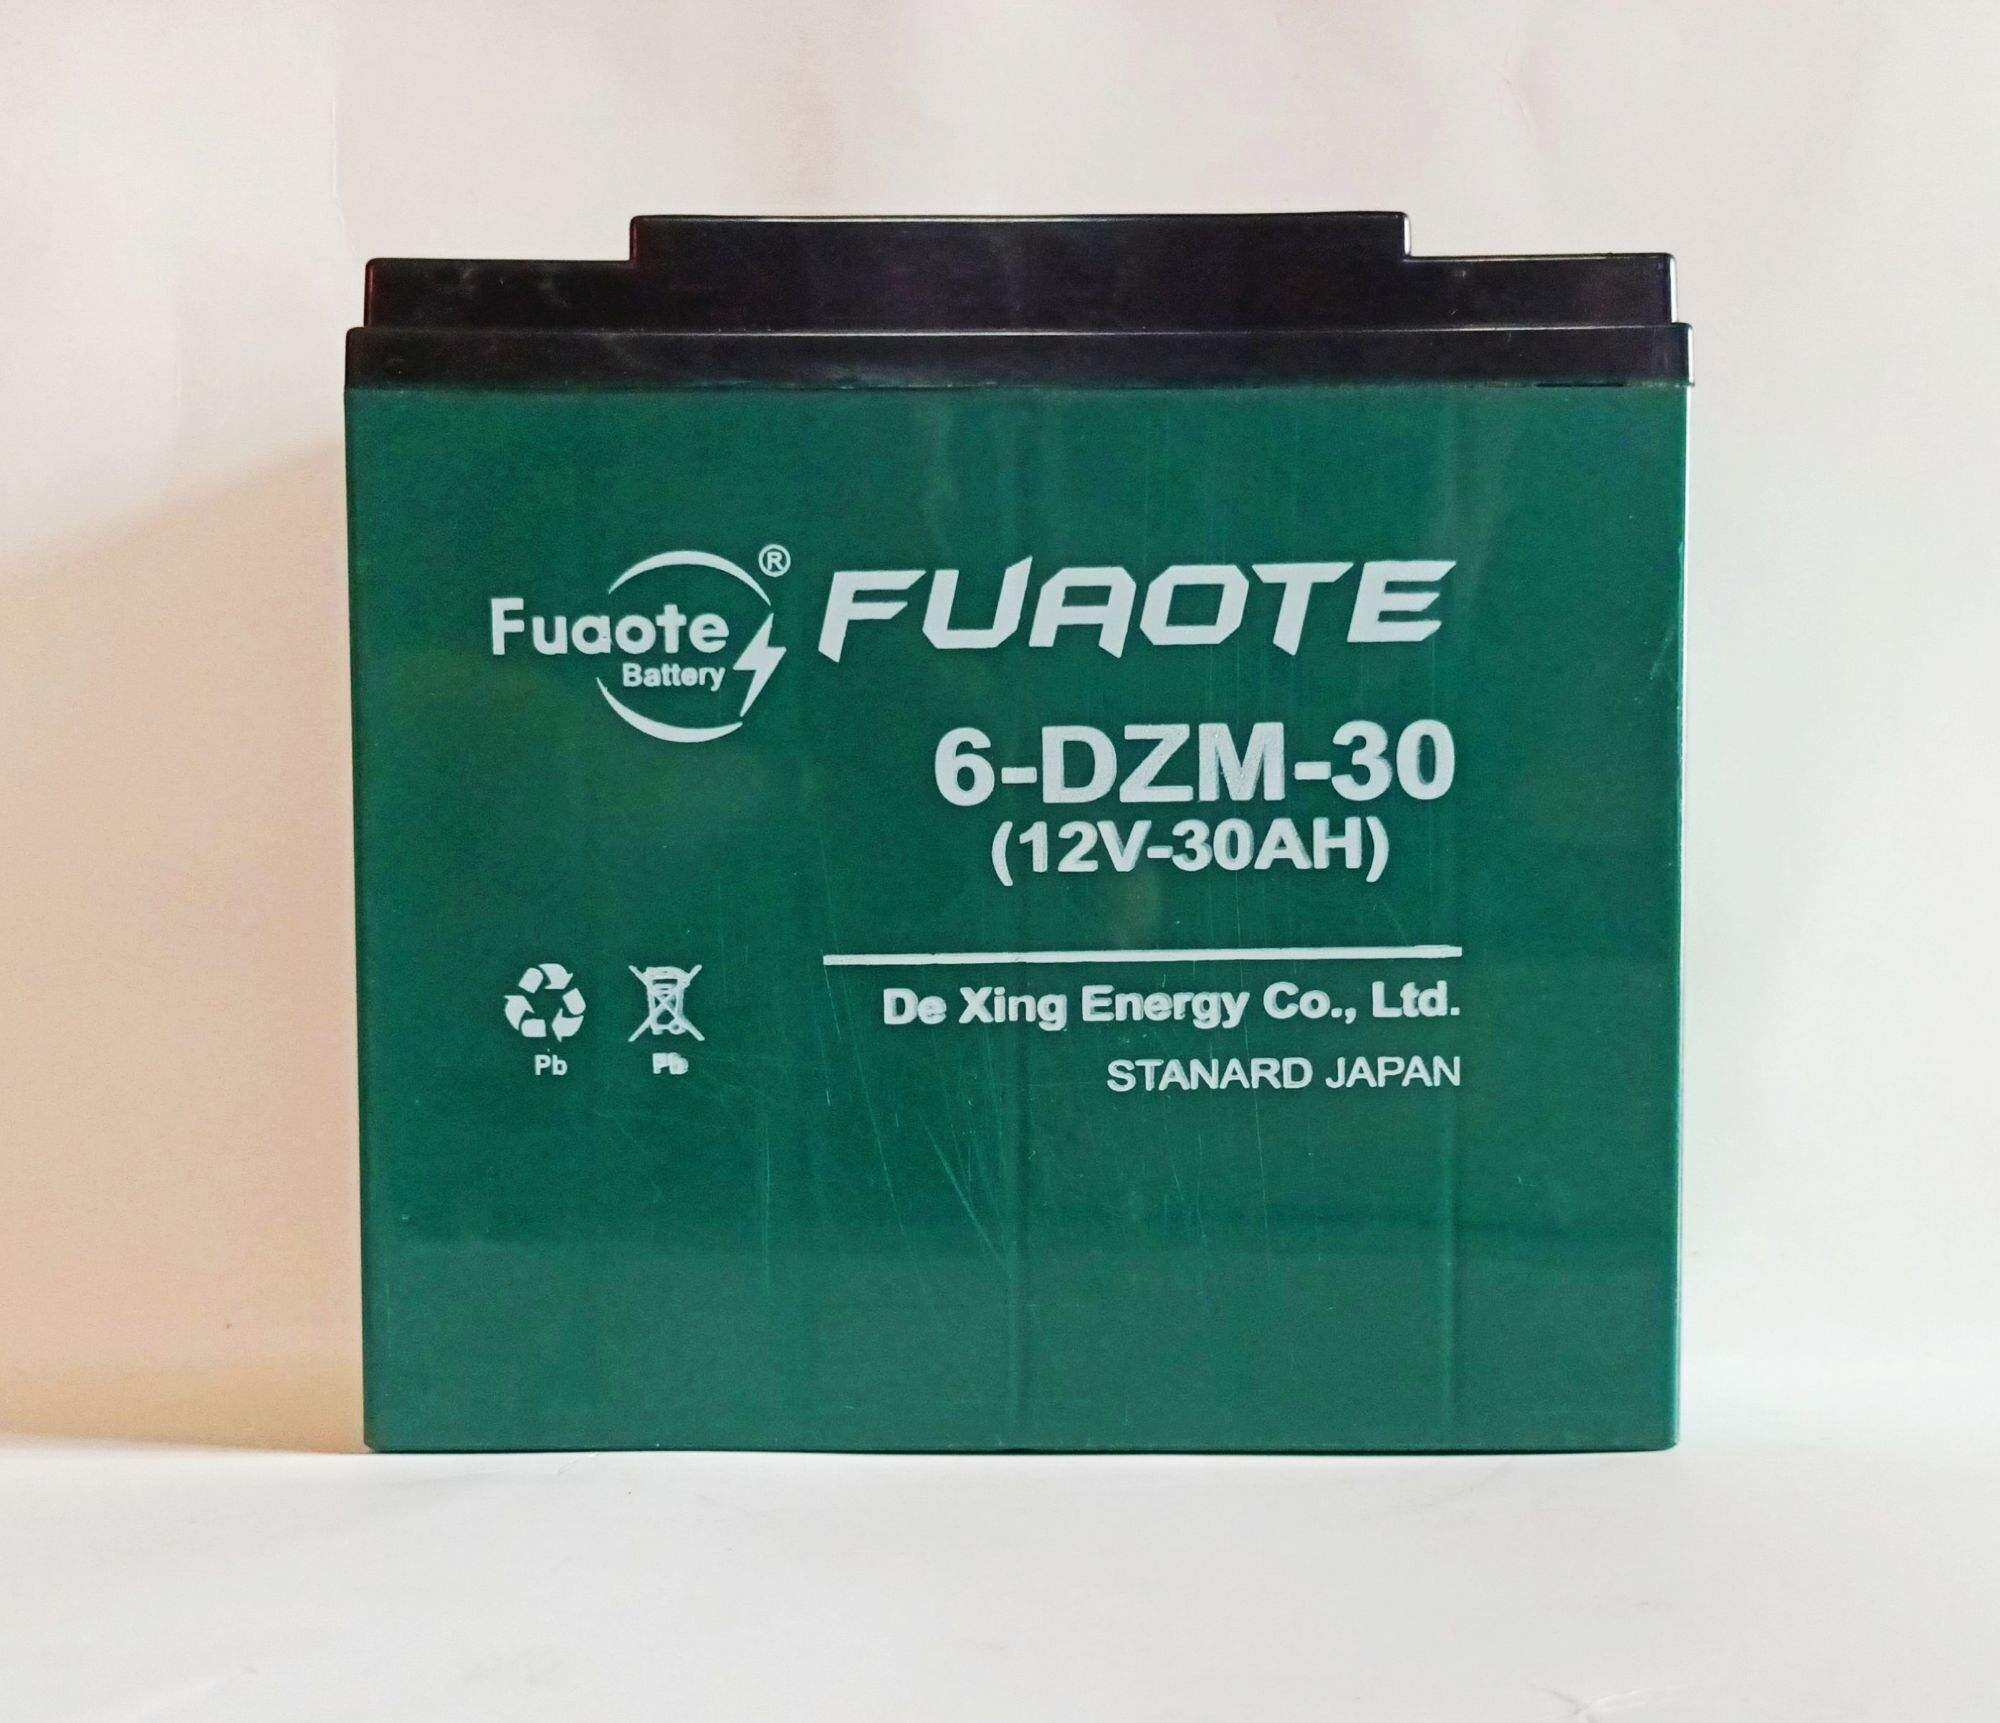 Fuaote ®
Battery
FUAOTE
6-DZM-30
(12V-30AH)
Pb
Pb
De Xing Energy Co., Ltd.
STANARD JAPAN